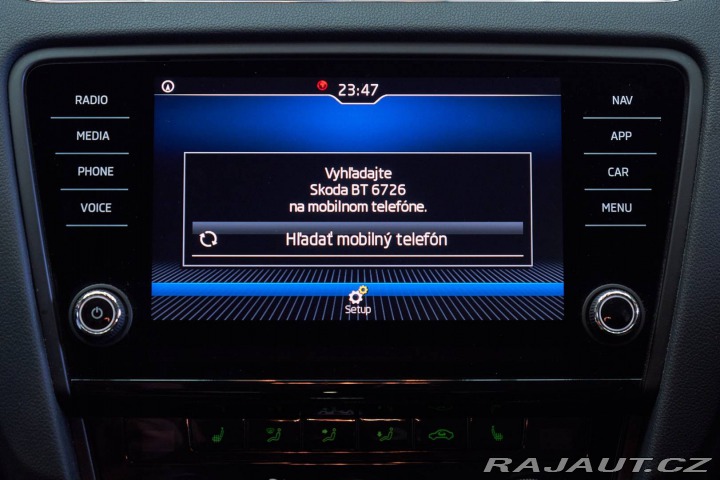 23:47
RADIO
MEDIA
PHONE
VOICE
Vyhľadajte
Skoda BT 6726
na mobilnom telefóne.
Hľadať mobilný telefón
Setup
NAV
APP
CAR
MENU
RAJAUT.CZ